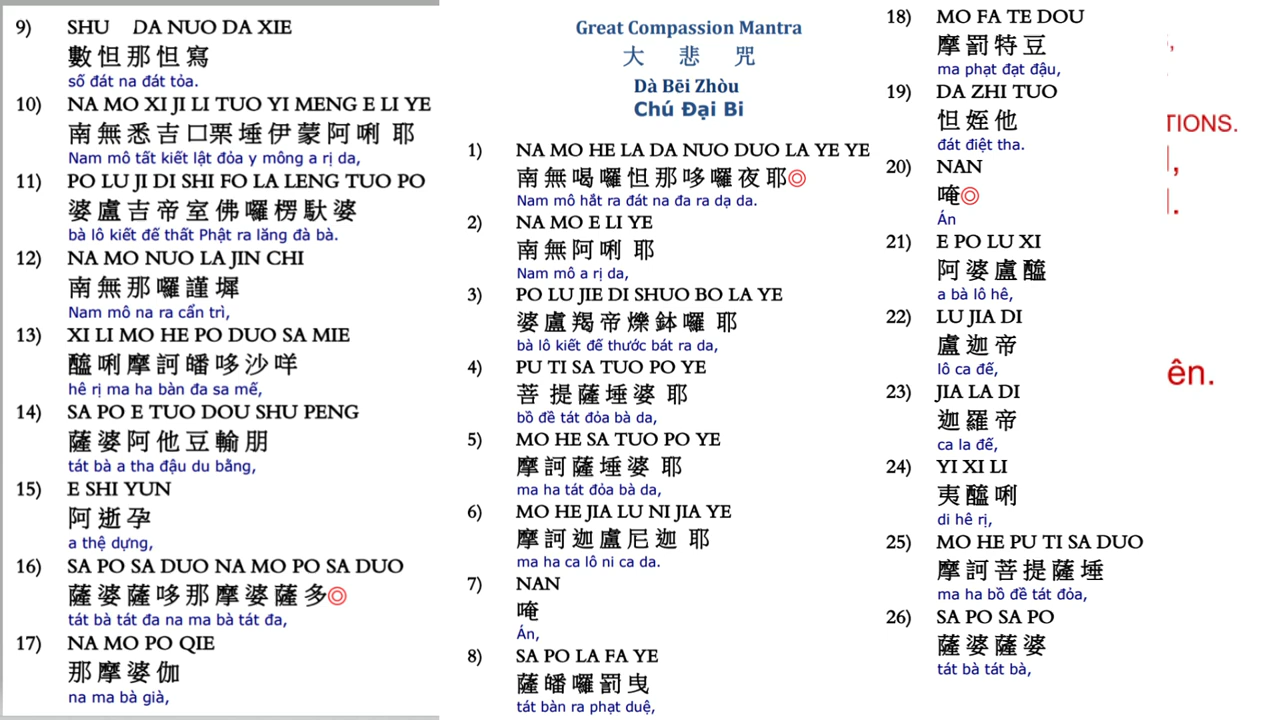 Great Compassion Mantra
大 悲 咒
Dà Bēi Zhòu
Chú Đại Bi
1) NA MO HE LA DA NUO DUO LA YE YE
南無喝囉怛那哆囉夜耶◎
Nam mô hắt ra đát na đa ra dạ da.
2) NA MO E LI YE
南無阿唎 耶
Nam mô a rị da,
3) PO LU JIE DI SHUO BO LA YE
婆盧羯帝爍鉢囉 耶
bà lô kiết đế thước bát ra da,
4) PU TI SA TUO PO YE
菩 提薩埵婆 耶
bồ đề tát đỏa bà da,
5) MO HE SA TUO PO YE
摩訶薩埵婆 耶
ma ha tát đỏa bà da,
6) MO HE JIA LU NI JIA YE
摩訶迦盧尼迦 耶
ma ha ca lô ni ca da.
7) NAN
唵
Án,
8) SA PO LA FA YE
薩皤囉罰曳
tát bàn ra phạt duệ,
9) SHU DA NUO DA XIE
數怛那怛寫
số đát na đát tỏa.
10) NA MO XI JI LI TUO YI MENG E LI YE
南無悉吉口栗埵伊蒙阿唎 耶
Nam mô tất kiết lật đỏa y mông a rị da,
11) PO LU JI DI SHI FO LA LENG TUO PO
婆盧吉帝室佛囉楞馱婆
bà lô kiết đế thất Phật ra lăng đà bà.
12) NA MO NUO LA JIN CHI
南無那囉謹墀
Nam mô na ra cẩn trì,
13) XI LI MO HE PO DUO SA MIE
醯唎摩訶皤哆沙咩
hê rị ma ha bàn đa sa mế,
14) SA PO E TUO DOU SHU PENG
薩婆阿他豆輸朋
tát bà a tha đậu du bằng,
15) E SHI YUN
阿逝孕
a thệ dựng,
16) SA PO SA DUO NA MO PO SA DUO
薩婆薩哆那摩婆薩多◎
tát bà tát đa na ma bà tát đa,
17) NA MO PO QIE
那摩婆伽
na ma bà già,
18) MO FA TE DOU
摩罰特豆
ma phạt đạt đậu,
19) DA ZHI TUO
怛姪他
đát điệt tha.
20) NAN
唵◎
Án
21) E PO LU XI
阿婆盧醯
a bà lô hê,
22) LU JIA DI
盧迦帝
lô ca đế,
23) JIA LA DI
迦羅帝
ca la đế,
24) YI XI LI
夷醯唎
di hê rị,
25) MO HE PU TI SA DUO
摩訶菩提薩埵
ma ha bồ đề tát đỏa,
26) SA PO SA PO
薩婆薩婆
tát bà tát bà,
TIONS.
ên.